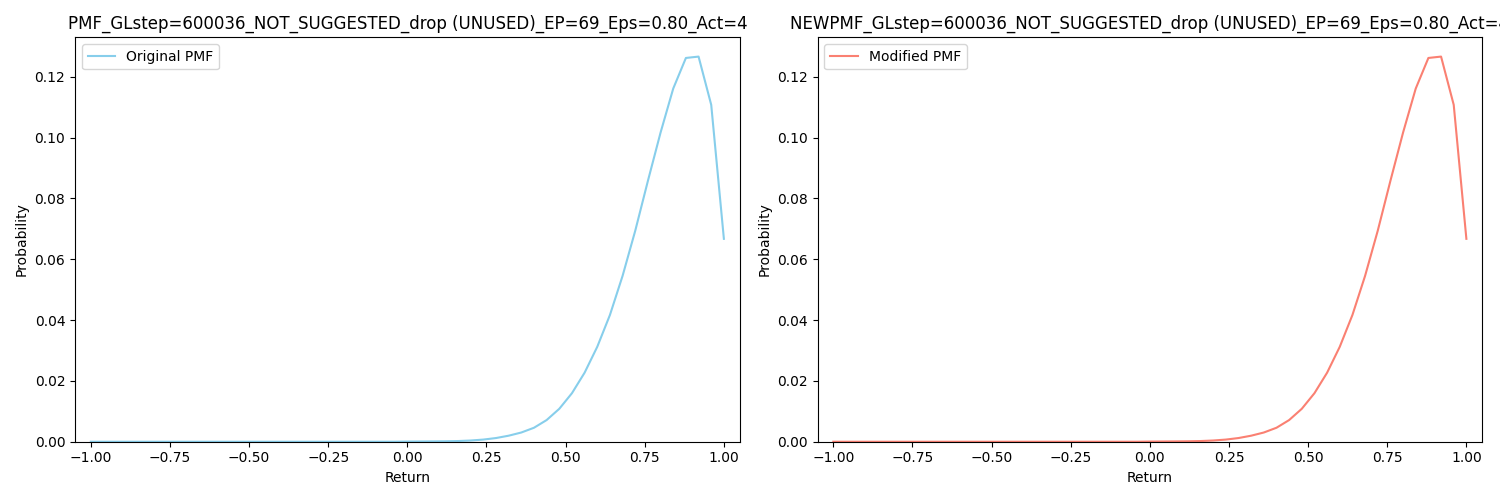 PMF_GLstep=600036_NOT_SUGGESTED_drop (UNUSED)_EP=69_Eps=0.80_Act=4
Original PMF
0.12
0.10
0.08
0.06
0.04
0.02
0.00
Probability
−1.00 −0.75 −0.50 −0.25 0.00 0.25 0.50 0.75 1.00
Return
NEWPMF_GLstep=600036_NOT_SUGGESTED_drop (UNUSED)_EP=69_Eps=0.80_Act=
Modified PMF
0.12
0.10
0.08
0.06
0.04
0.02
0.00
Probability
−1.00 −0.75 −0.50 −0.25 0.00 0.25 0.50 0.75 1.00
Return